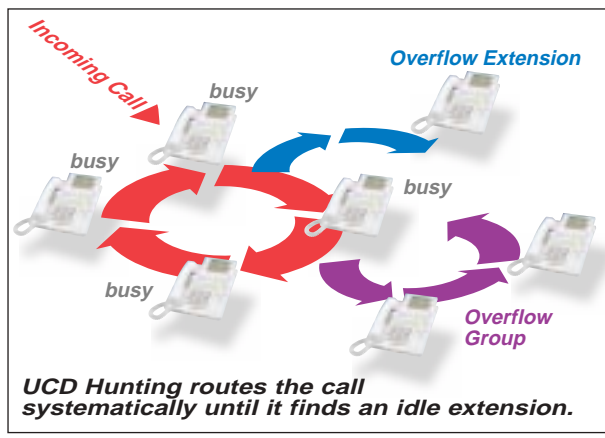 Incoming Call
busy
Overflow Extension
busy
busy
busy
Overflow
Group
UCD Hunting routes the call
systematically until it finds an idle extension.